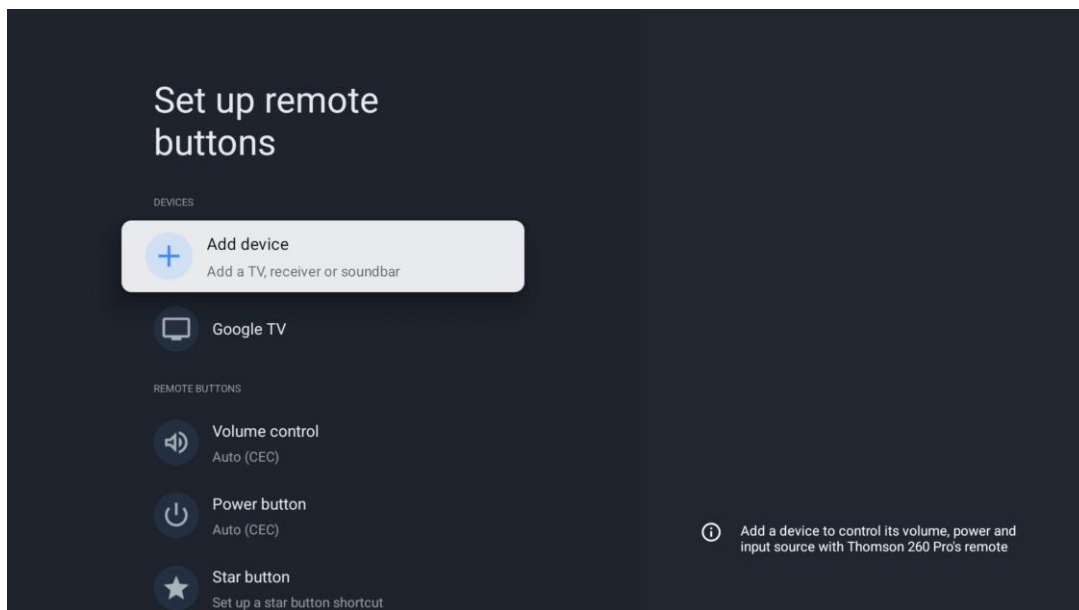 Set up remote
buttons
DEVICES
Add device
Add a TV, receiver or soundbar
Google TV
REMOTE BUTTONS
Volume control
Auto (CEC)
Power button
Auto (CEC)
Star button
Set up a star button shortcut
Add a device to control its volume, power and
input source with Thomson 260 Pro's remote